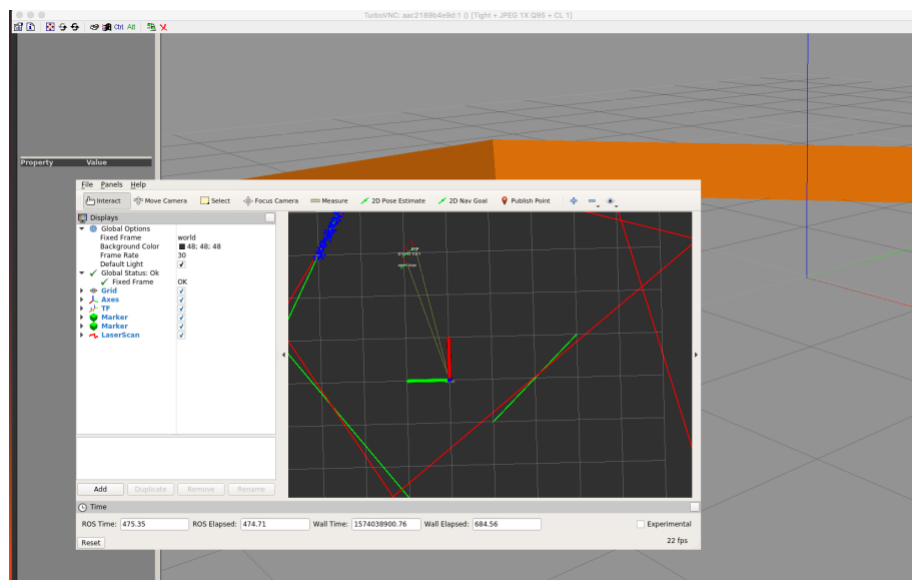 TurboVNC: aac2189b4e9d:1 () [Tight + JPEG 1X Q95 + CL 1]
Ctrl Alt
Property Value
File Panels Help
Interact Move Camera Select Focus Camera Measure 2D Pose Estimate 2D Nav Goal Publish Point
Displays
Global Options
Fixed Frame world
Background Color 48; 48; 48
Frame Rate 30
Default Light
Global Status: Ok
Fixed Frame OK
Grid
Axes
TF
Marker
Marker
LaserScan
Add Duplicate Remove Rename
Time
ROS Time: 475.35 ROS Elapsed: 474.71 Wall Time: 1574038900.76 Wall Elapsed: 684.56 Experimental
Reset 22 fps